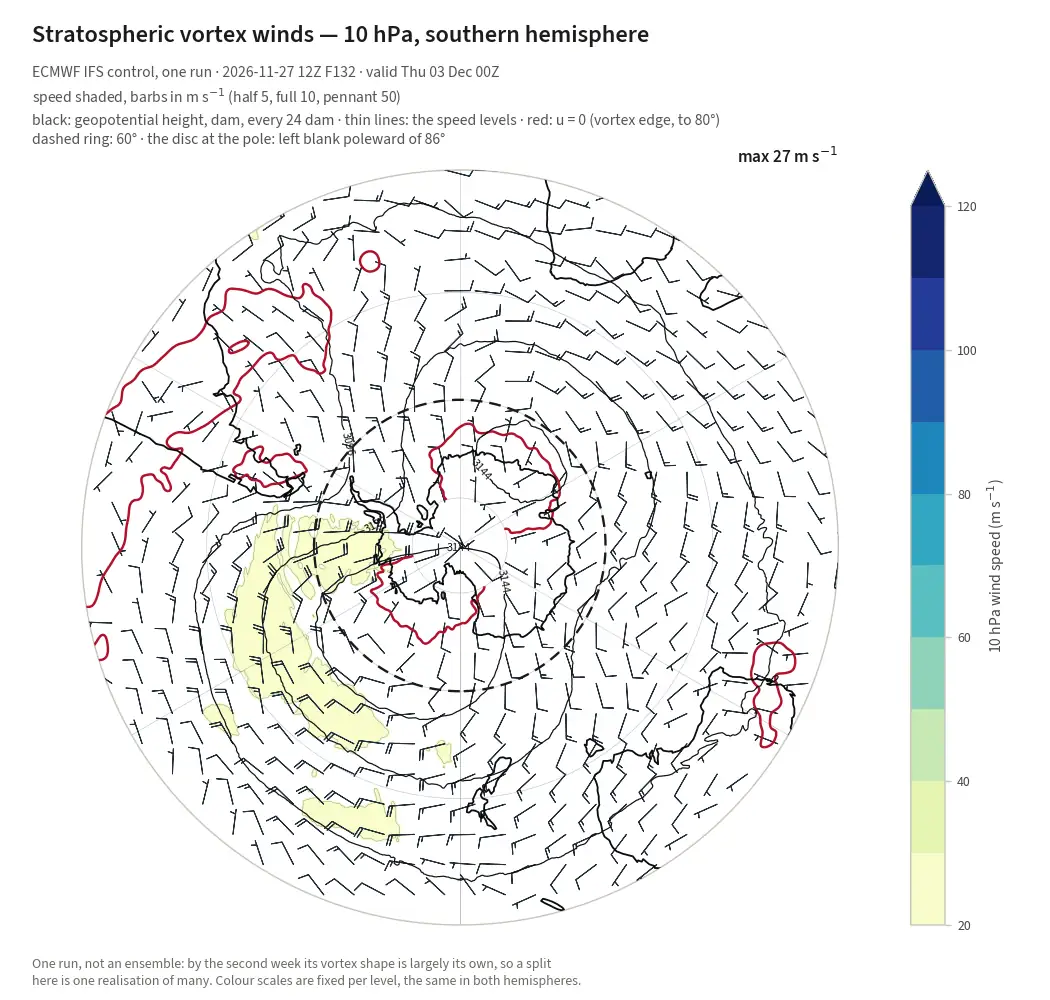 Stratospheric vortex winds — 10 hPa, southern hemisphere
ECMWF IFS control, one run · 2026-11-27 12Z F132 · valid Thu 03 Dec 00Z
speed shaded, barbs in m s⁻¹ (half 5, full 10, pennant 50)
black: geopotential height, dam, every 24 dam · thin lines: the speed levels · red: u = 0 (vortex edge, to 80°)
dashed ring: 60° · the disc at the pole: left blank poleward of 86°
max 27 m s⁻¹
120
100
80
60
40
20
10 hPa wind speed (m s⁻¹)
3144
3144
One run, not an ensemble: by the second week its vortex shape is largely its own, so a split
here is one realisation of many. Colour scales are fixed per level, the same in both hemispheres.